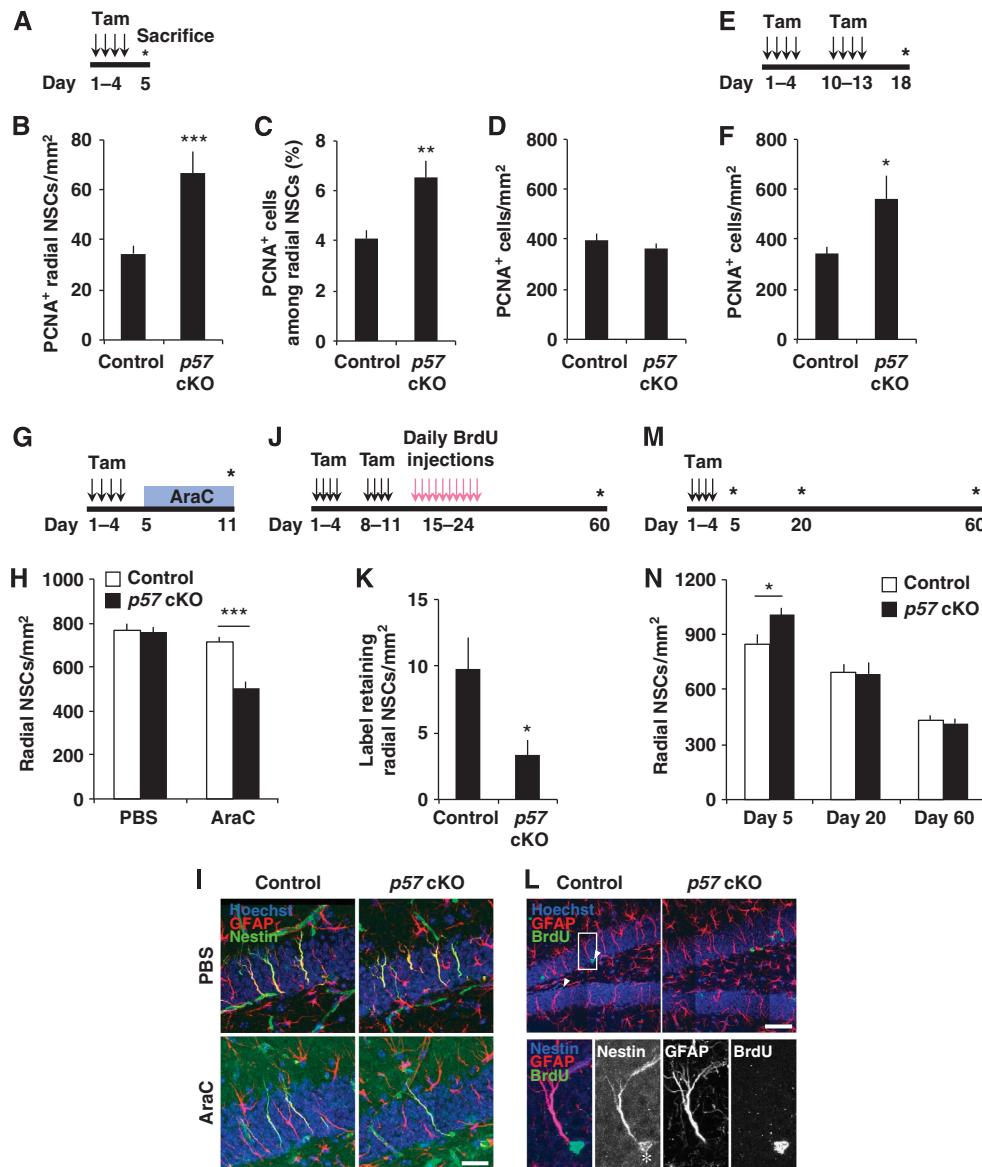 A
Tam
Sacrifice
*
Day 1–4 5
E
Tam Tam
*
Day 1–4 10–13 18
B
PCNA+ radial NSCs/mm2
80
60
40
20
0
***
Control p57 cKO
C
PCNA+ cells among radial NSCs (%)
8
6
4
2
0
**
Control p57 cKO
D
PCNA+ cells/mm2
800
600
400
200
0
Control p57 cKO
F
PCNA+ cells/mm2
800
600
400
200
0
*
Control p57 cKO
G
Tam
*
AraC
Day 1–4 5 11
J
Daily BrdU
injections
Tam Tam
*
Day 1–4 8–11 15–24 60
M
Tam
* * *
Day 1–4 5 20 60
H
Radial NSCs/mm2
1000
800
600
400
200
0
Control
p57 cKO
***
PBS AraC
K
Label retaining radial NSCs/mm2
15
10
5
0
*
Control p57 cKO
N
Radial NSCs/mm2
1200
900
600
300
0
*
Control
p57 cKO
Day 5 Day 20 Day 60
I
Control p57 cKO
Hoechst
GFAP
Nestin
PBS
AraC
L
Control p57 cKO
Hoechst
GFAP
BrdU
Nestin
GFAP
BrdU
Nestin GFAP BrdU
*